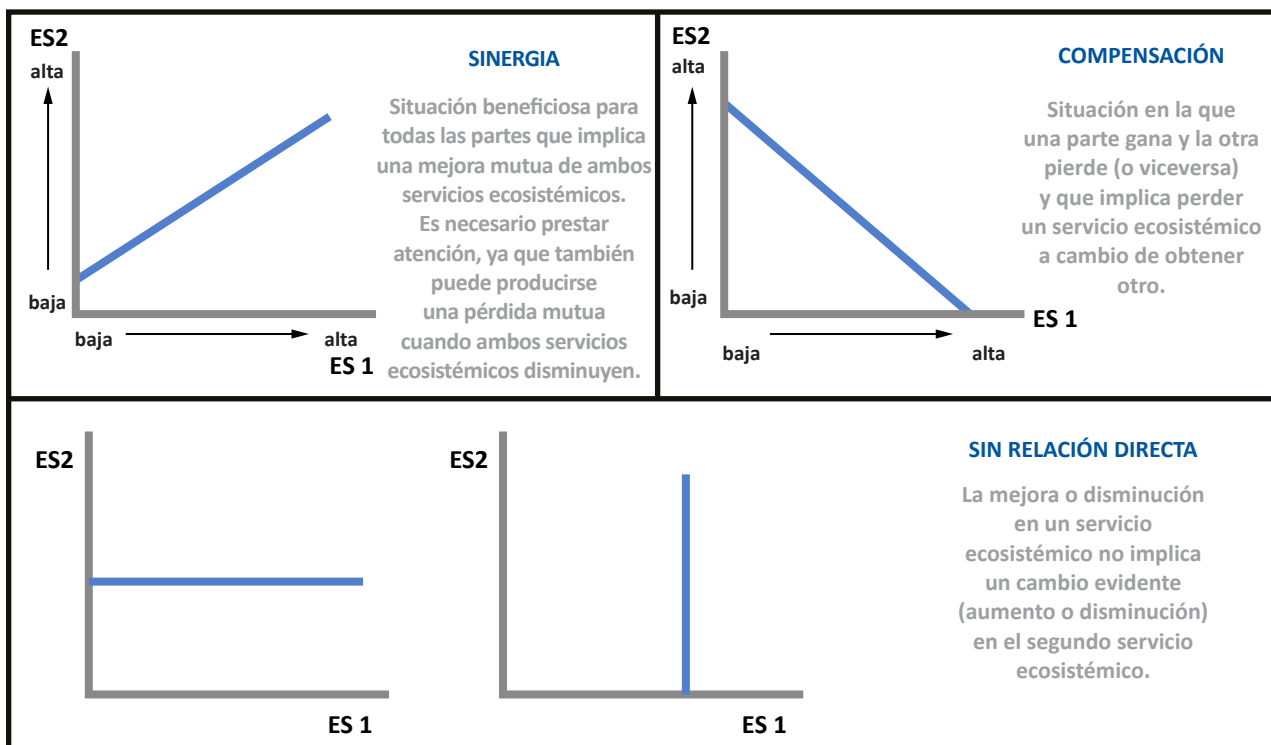 ES2
alta
baja
baja
alta
ES 1
SINERGIA
Situación beneficiosa para
todas las partes que implica
una mejora mutua de ambos
servicios ecosistémicos.
Es necesario prestar
atención, ya que también
puede producirse
una pérdida mutua
cuando ambos servicios
ecosistémicos disminuyen.
ES2
alta
baja
baja
alta
ES 1
COMPENSACIÓN
Situación en la que
una parte gana y la otra
pierde (o viceversa)
y que implica perder
un servicio ecosistémico
a cambio de obtener
otro.
ES2
ES 1
ES2
ES 1
SIN RELACIÓN DIRECTA
La mejora o disminución
en un servicio
ecosistémico no implica
un cambio evidente
(aumento o disminución)
en el segundo servicio
ecosistémico.